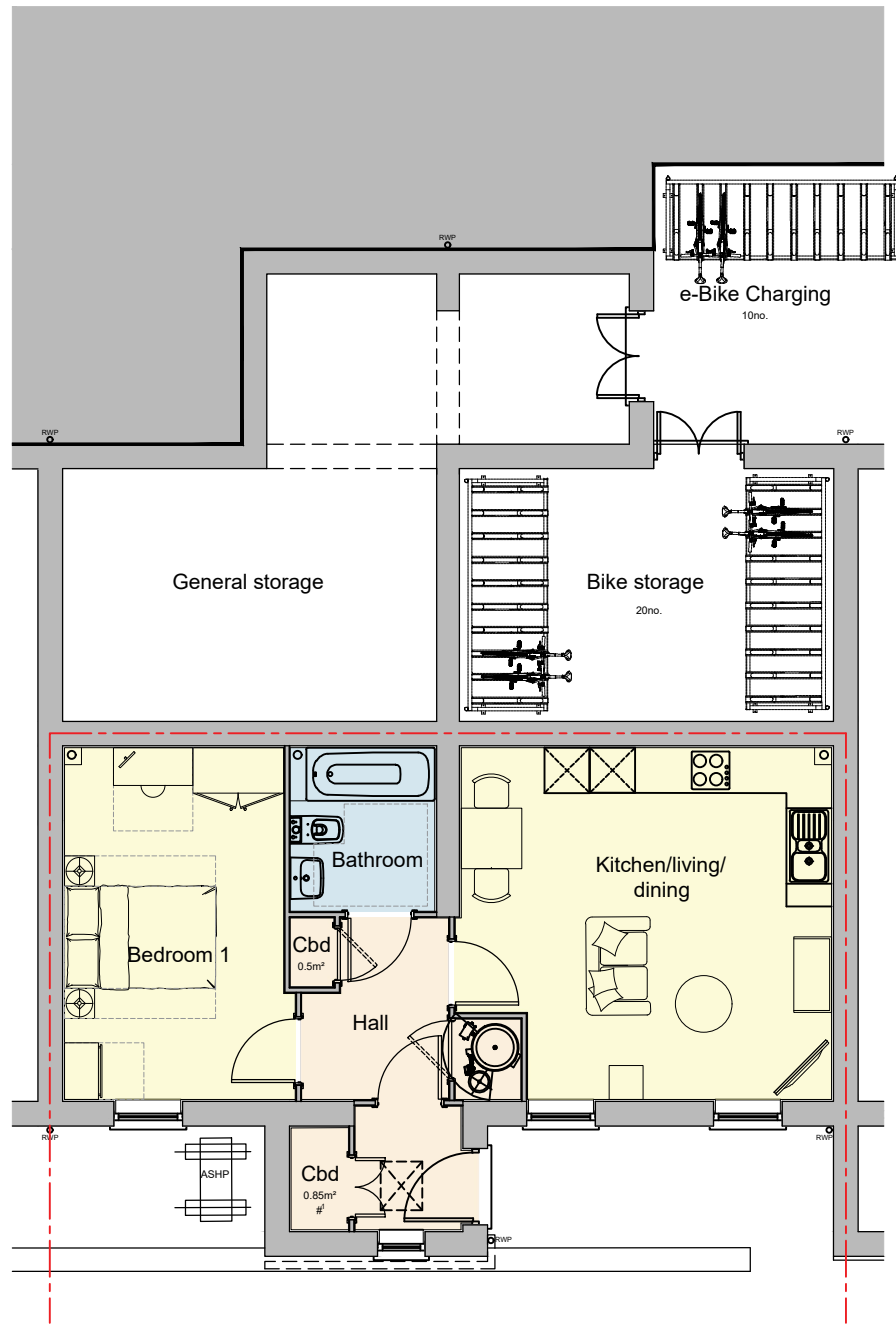 RWP
e-Bike Charging
10no.
RWP
RWP
General storage
Bike storage
20no.
Kitchen/living/
dining
Bathroom
Bedroom 1
Cbd
0.5m²
Hall
RWP
RWP
ASHP
Cbd
0.85m²
#¹
RWP